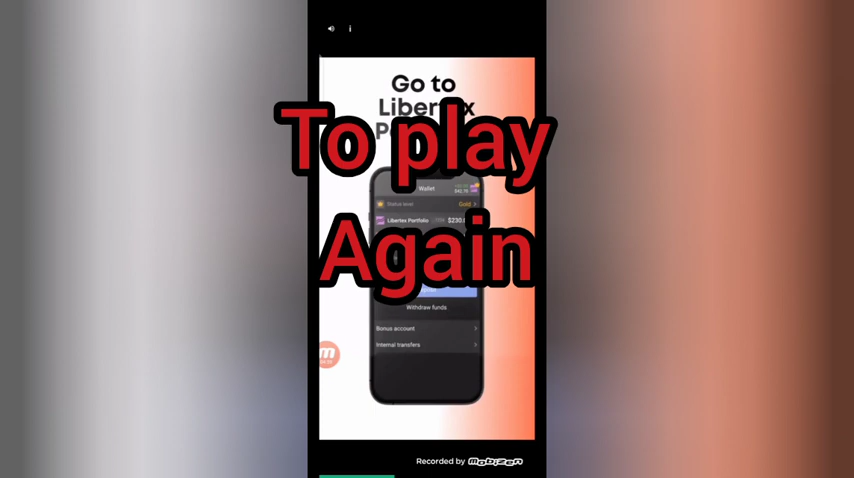 Go to
To play
Again
Wallet
Status level
Gold
Libertex Portfolio
Withdraw funds
Bonus account
Internal transfers
Recorded by Mobizen